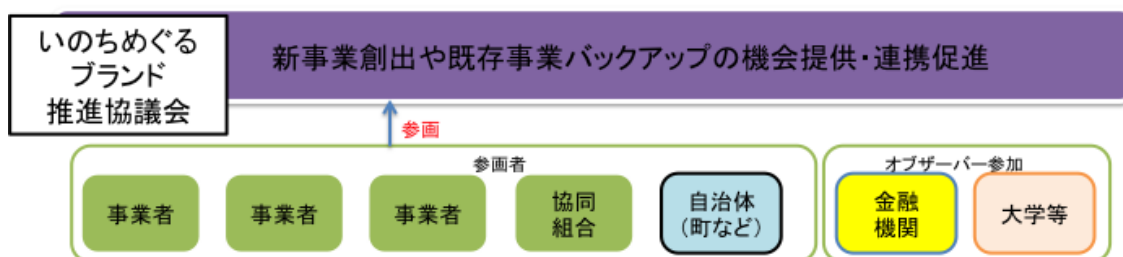 いのちめぐる
ブランド
推進協議会
新事業創出や既存事業バックアップの機会提供・連携促進
参画
参画者
事業者
事業者
事業者
協同
組合
自治体
(町など)
オブザーバー参加
金融
機関
大学等